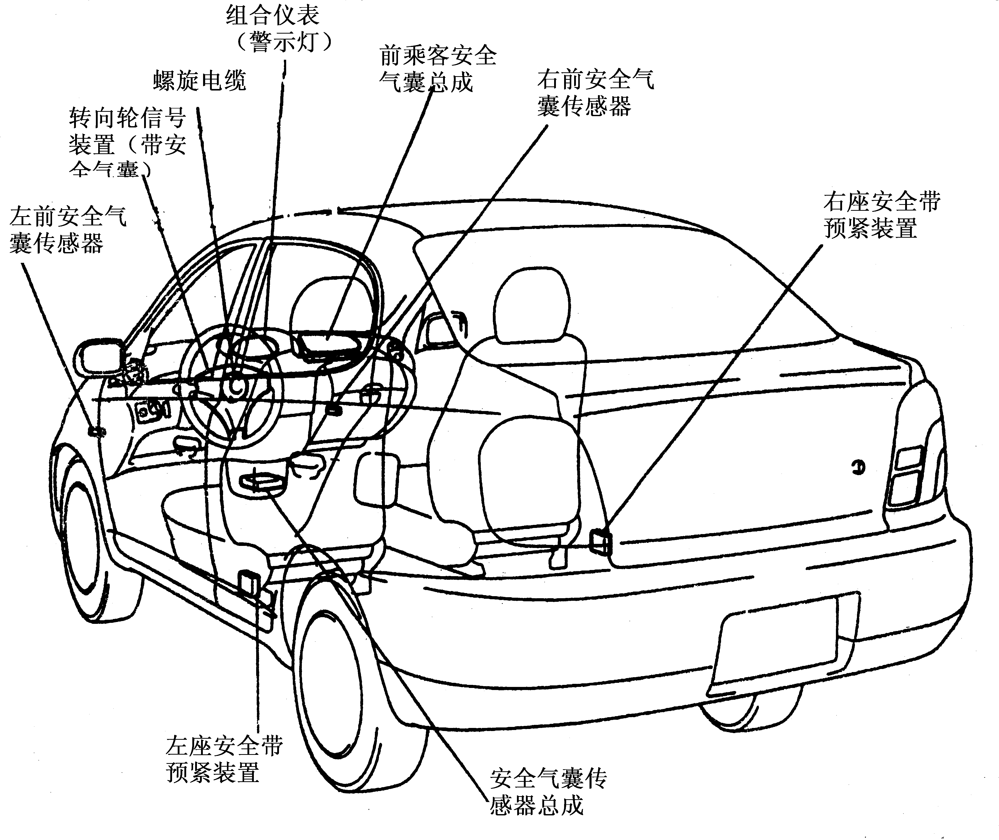 组合仪表
（警示灯）
前乘客安全
气囊总成
螺旋电缆
右前安全气
囊传感器
转向轮信号
装置（带安
全气囊）
左前安全气
囊传感器
右座安全带
预紧装置
左座安全带
预紧装置
安全气囊传
感器总成